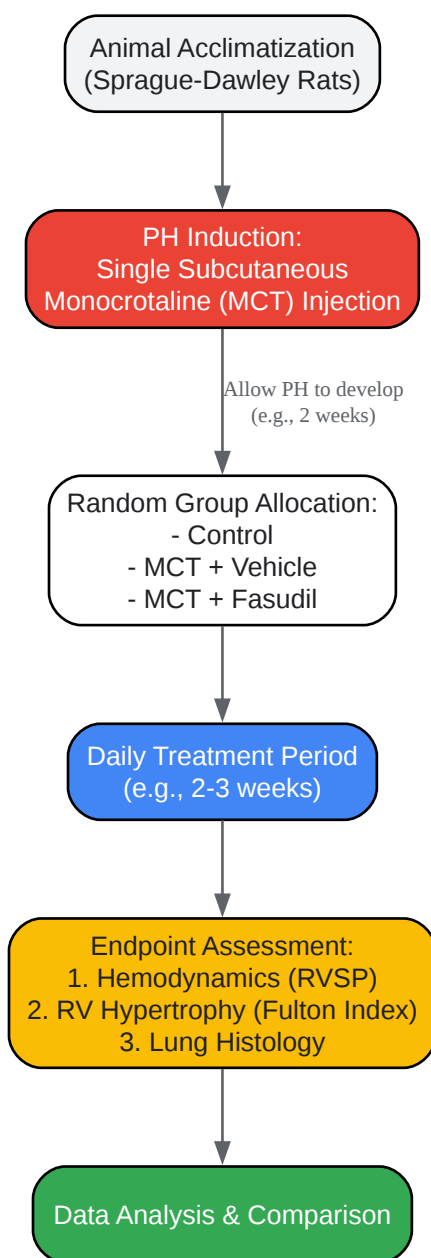 Animal Acclimatization
(Sprague-Dawley Rats)
PH Induction:
Single Subcutaneous
Monocrotaline (MCT) Injection
Allow PH to develop
(e.g., 2 weeks)
Random Group Allocation:
- Control
- MCT + Vehicle
- MCT + Fasudil
Daily Treatment Period
(e.g., 2-3 weeks)
Endpoint Assessment:
1. Hemodynamics (RVSP)
2. RV Hypertrophy (Fulton Index)
3. Lung Histology
Data Analysis & Comparison